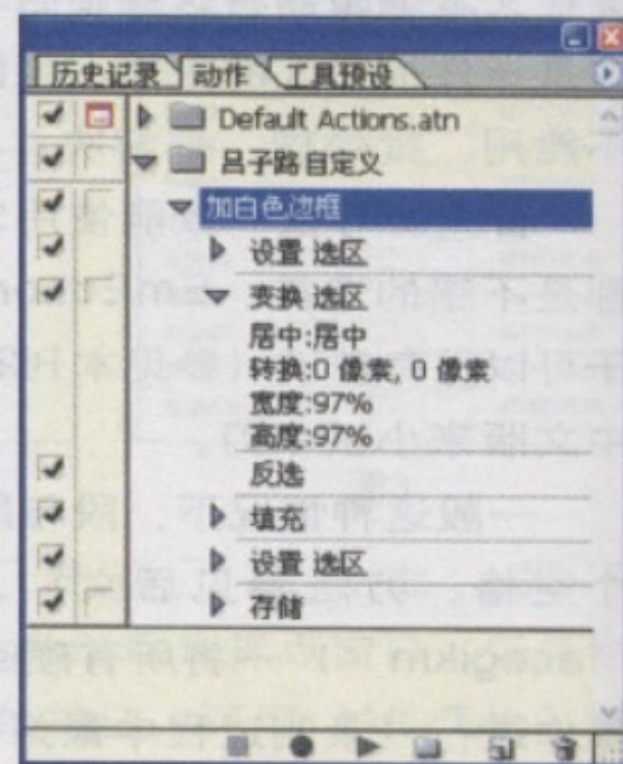 历史记录 动作 工具预设
Default Actions.atn
吕子路自定义
加白色边框
设置 选区
变换 选区
居中:居中
转换:0 像素, 0 像素
宽度:97%
高度:97%
反选
填充
设置 选区
存储